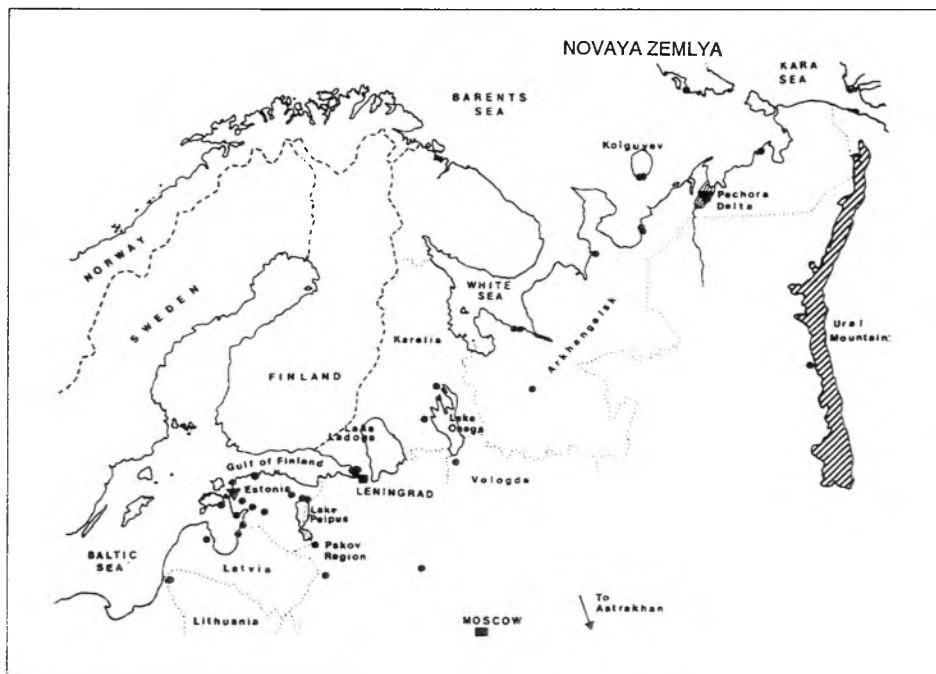 NOVAYA ZEMLYA
KARA
SEA
BARENTS
SEA
Kolguyev
Pechora
Delta
NORWAY
SWEDEN
WHITE
SEA
Arkhangelsk
Ural
Mountain
Karelia
FINLAND
Lake
Ladoga
Lake
Onega
Gulf of Finland
Vologda
LENINGRAD
Estonia
Lake
Peipus
Pskov
Region
BALTIC
SEA
Latvia
To
Astrakhan
Lithuania
MOSCOW